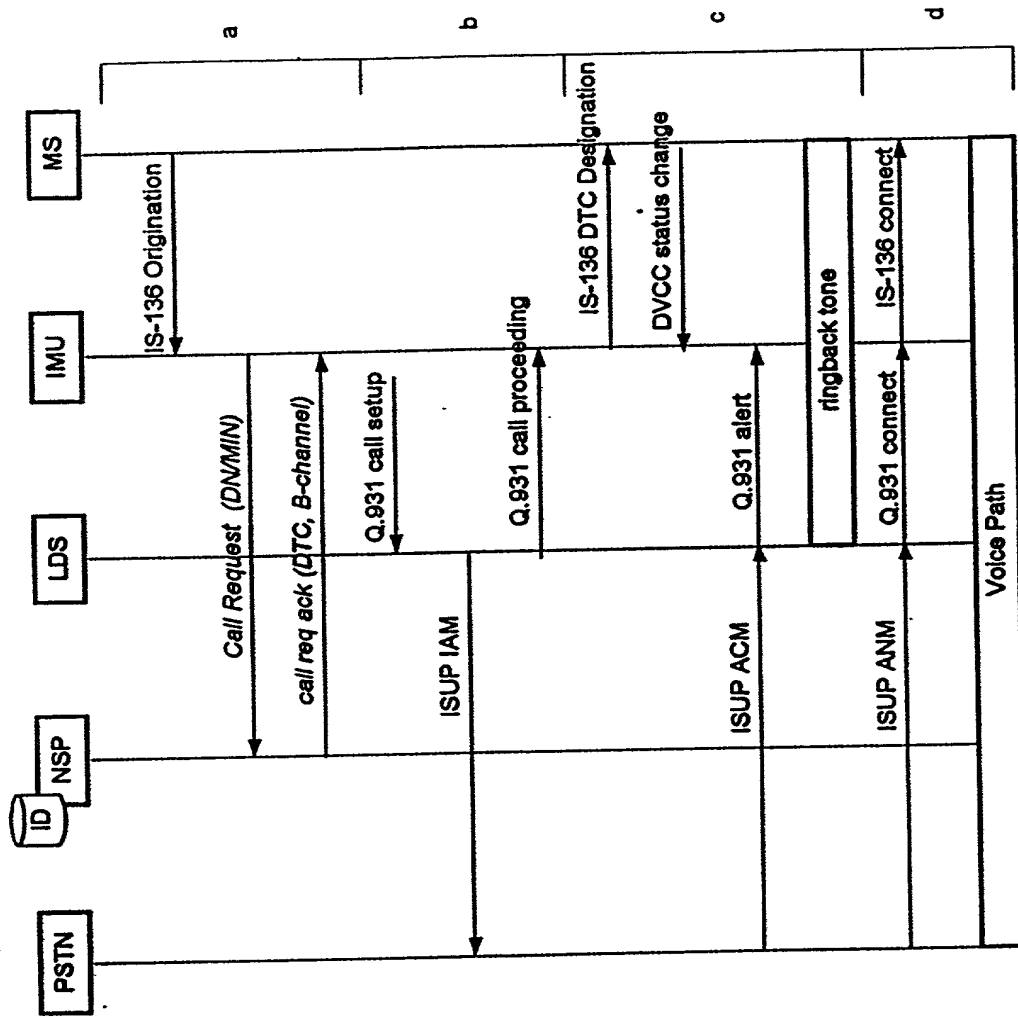 PSTN
ID
NSP
LDS
IMU
MS
IS-136 Origination
Call Request (DN/MIN)
call req ack (DTC, B-channel)
a
Q.931 call setup
ISUP IAM
Q.931 call proceeding
b
IS-136 DTC Designation
DVCC status change
ISUP ACM
Q.931 alert
ringback tone
c
ISUP ANM
Q.931 connect
IS-136 connect
d
Voice Path